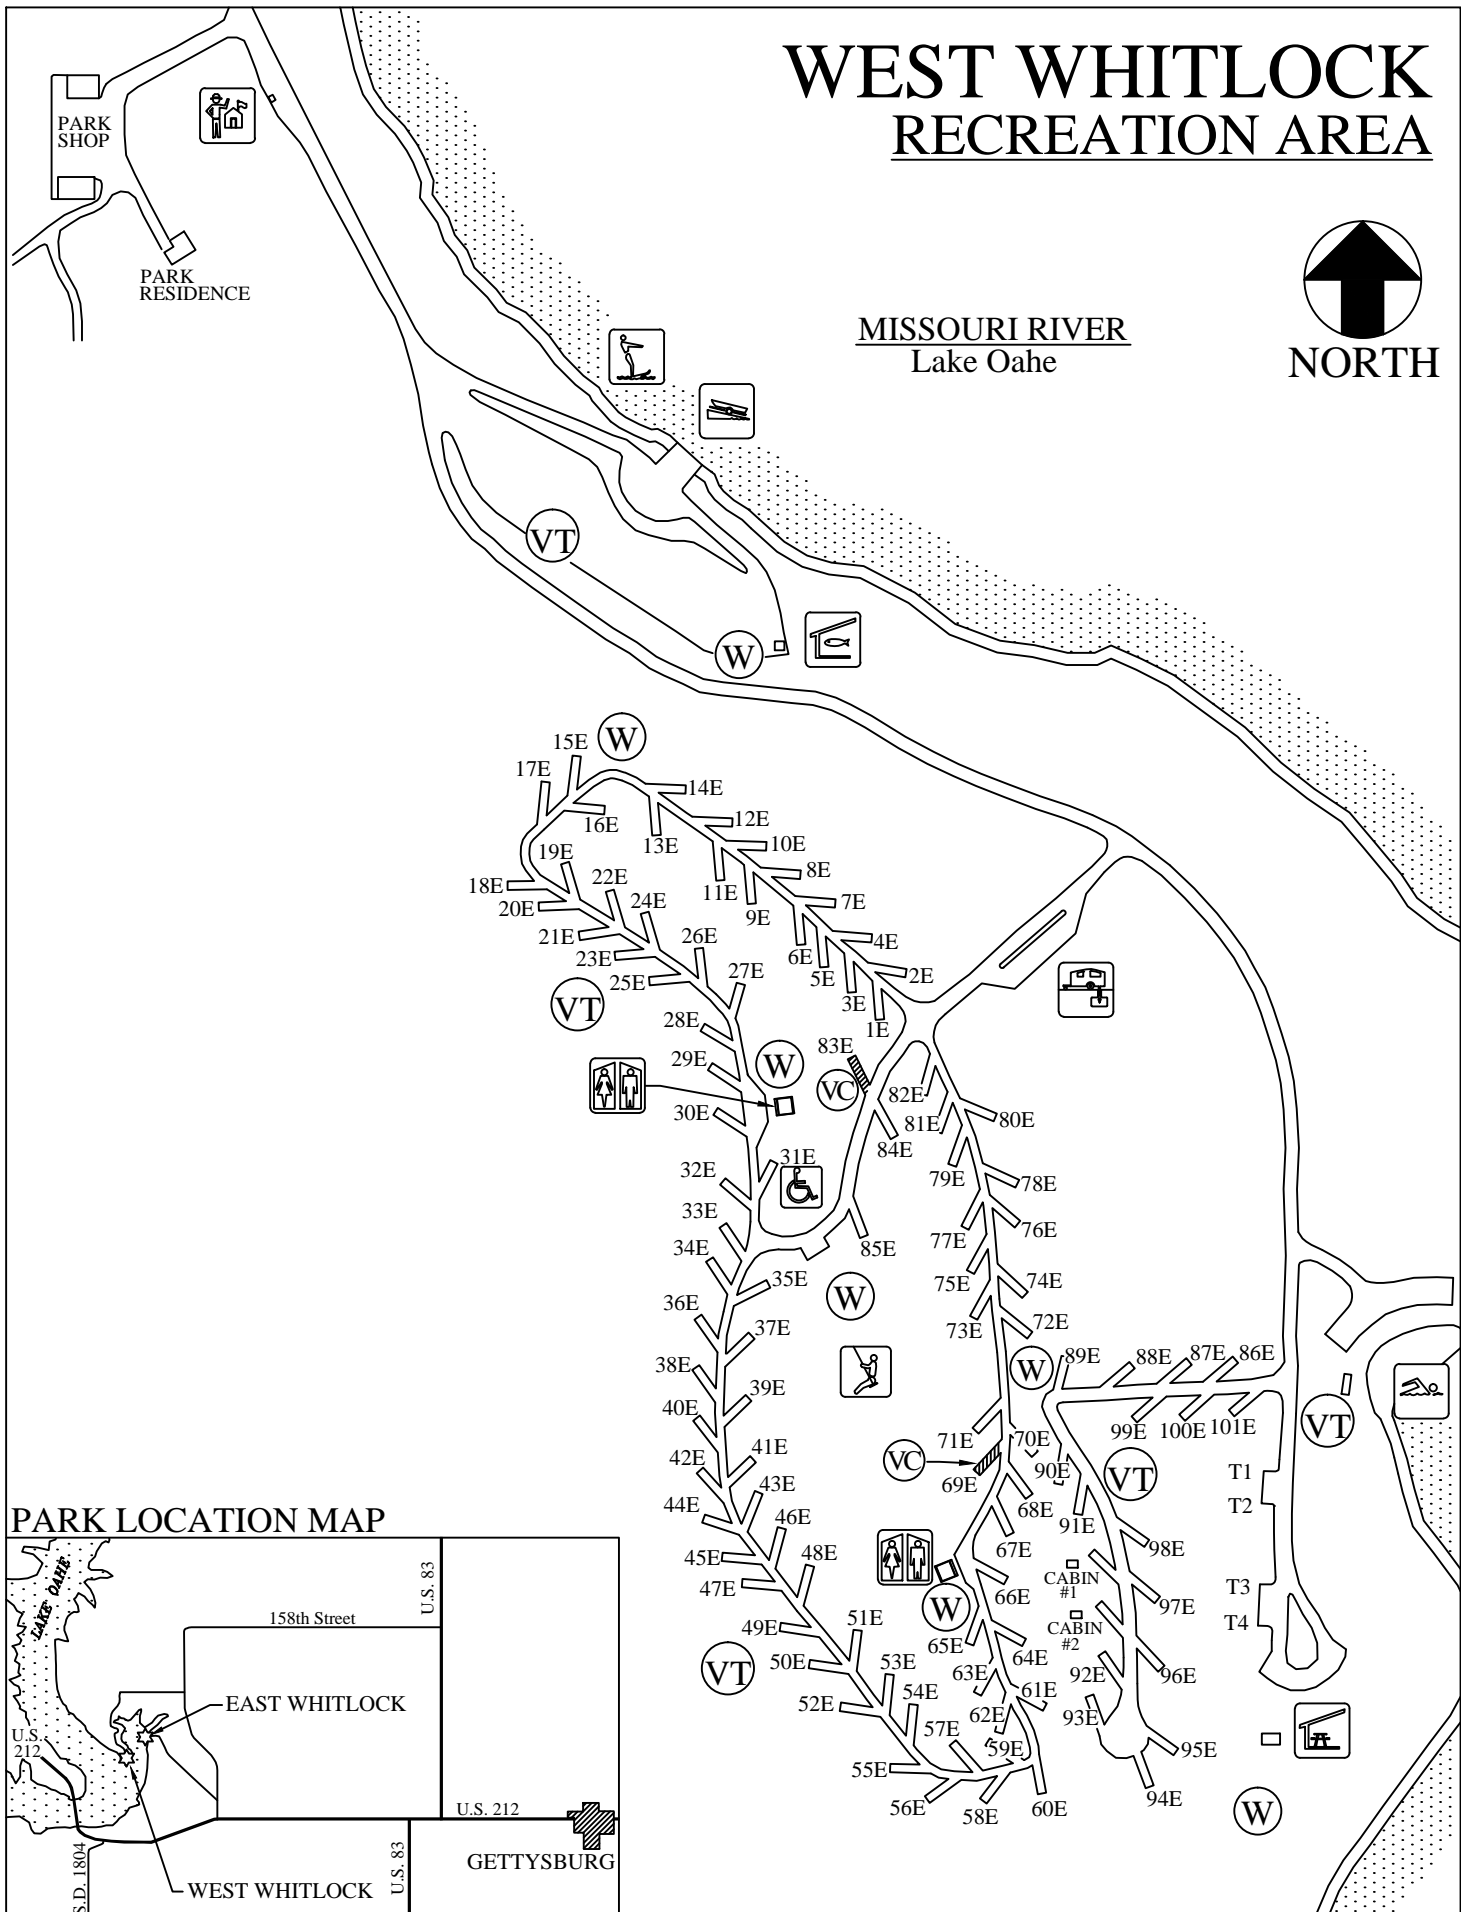 WEST WHITLOCK
RECREATION AREA
PARK
SHOP
PARK
RESIDENCE
MISSOURI RIVER
Lake Oahe
NORTH
VT
W
W
15E
17E
14E
16E
13E
12E
10E
19E
8E
18E
22E
11E
20E
24E
9E
7E
21E
26E
6E
4E
23E
5E
2E
25E
27E
3E
VT
1E
28E
83E
W
29E
VC
82E
30E
81E
80E
84E
31E
32E
79E
78E
33E
76E
77E
34E
85E
35E
75E
74E
W
36E
37E
73E
72E
38E
W
89E
88E
87E
86E
39E
40E
99E
100E
101E
VT
71E
70E
41E
42E
VC
90E
VT
43E
69E
T1
44E
68E
T2
46E
91E
45E
48E
67E
98E
47E
CABIN
#1
66E
97E
T3
W
49E
51E
CABIN
#2
T4
65E
64E
50E
53E
63E
92E
96E
VT
61E
52E
54E
62E
93E
57E
59E
95E
55E
56E
58E
60E
94E
W
PARK LOCATION MAP
LAKE OAHE
U.S. 83
158th Street
EAST WHITLOCK
U.S.
212
U.S. 212
GETTYSBURG
S.D. 1804
U.S. 83
WEST WHITLOCK